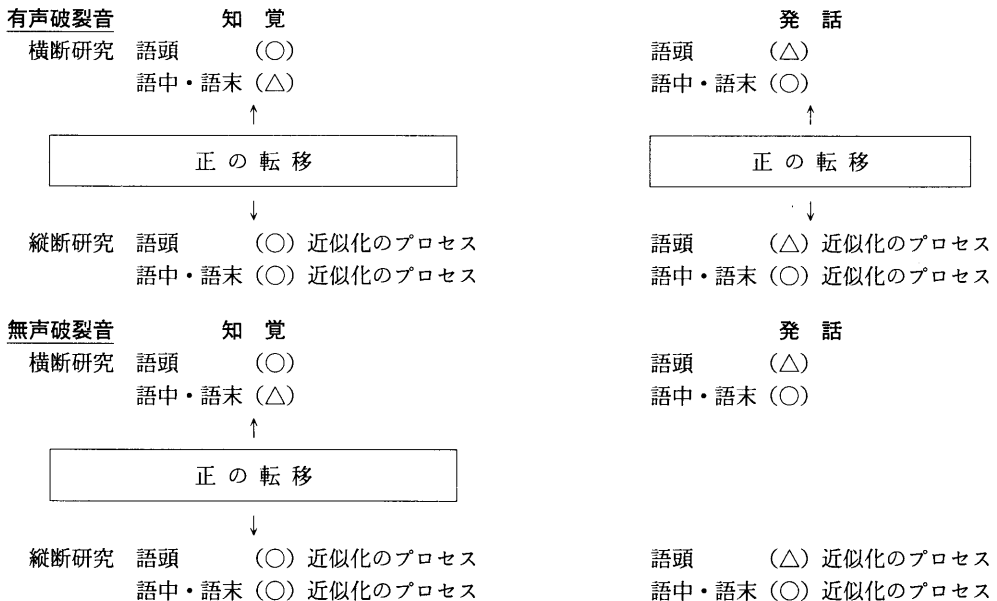 有声破裂音 知覚 発話
横断研究 語頭 (○) 語頭 (△)
語中・語末 (△) 語中・語末 (○)
↑ ↑
正の転移 正の転移
↓ ↓
縦断研究 語頭 (○) 近似化のプロセス 語頭 (△) 近似化のプロセス
語中・語末 (○) 近似化のプロセス 語中・語末 (○) 近似化のプロセス
無声破裂音 知覚 発話
横断研究 語頭 (○) 語頭 (△)
語中・語末 (△) 語中・語末 (○)
↑
正の転移
↓
縦断研究 語頭 (○) 近似化のプロセス 語頭 (△) 近似化のプロセス
語中・語末 (○) 近似化のプロセス 語中・語末 (○) 近似化のプロセス